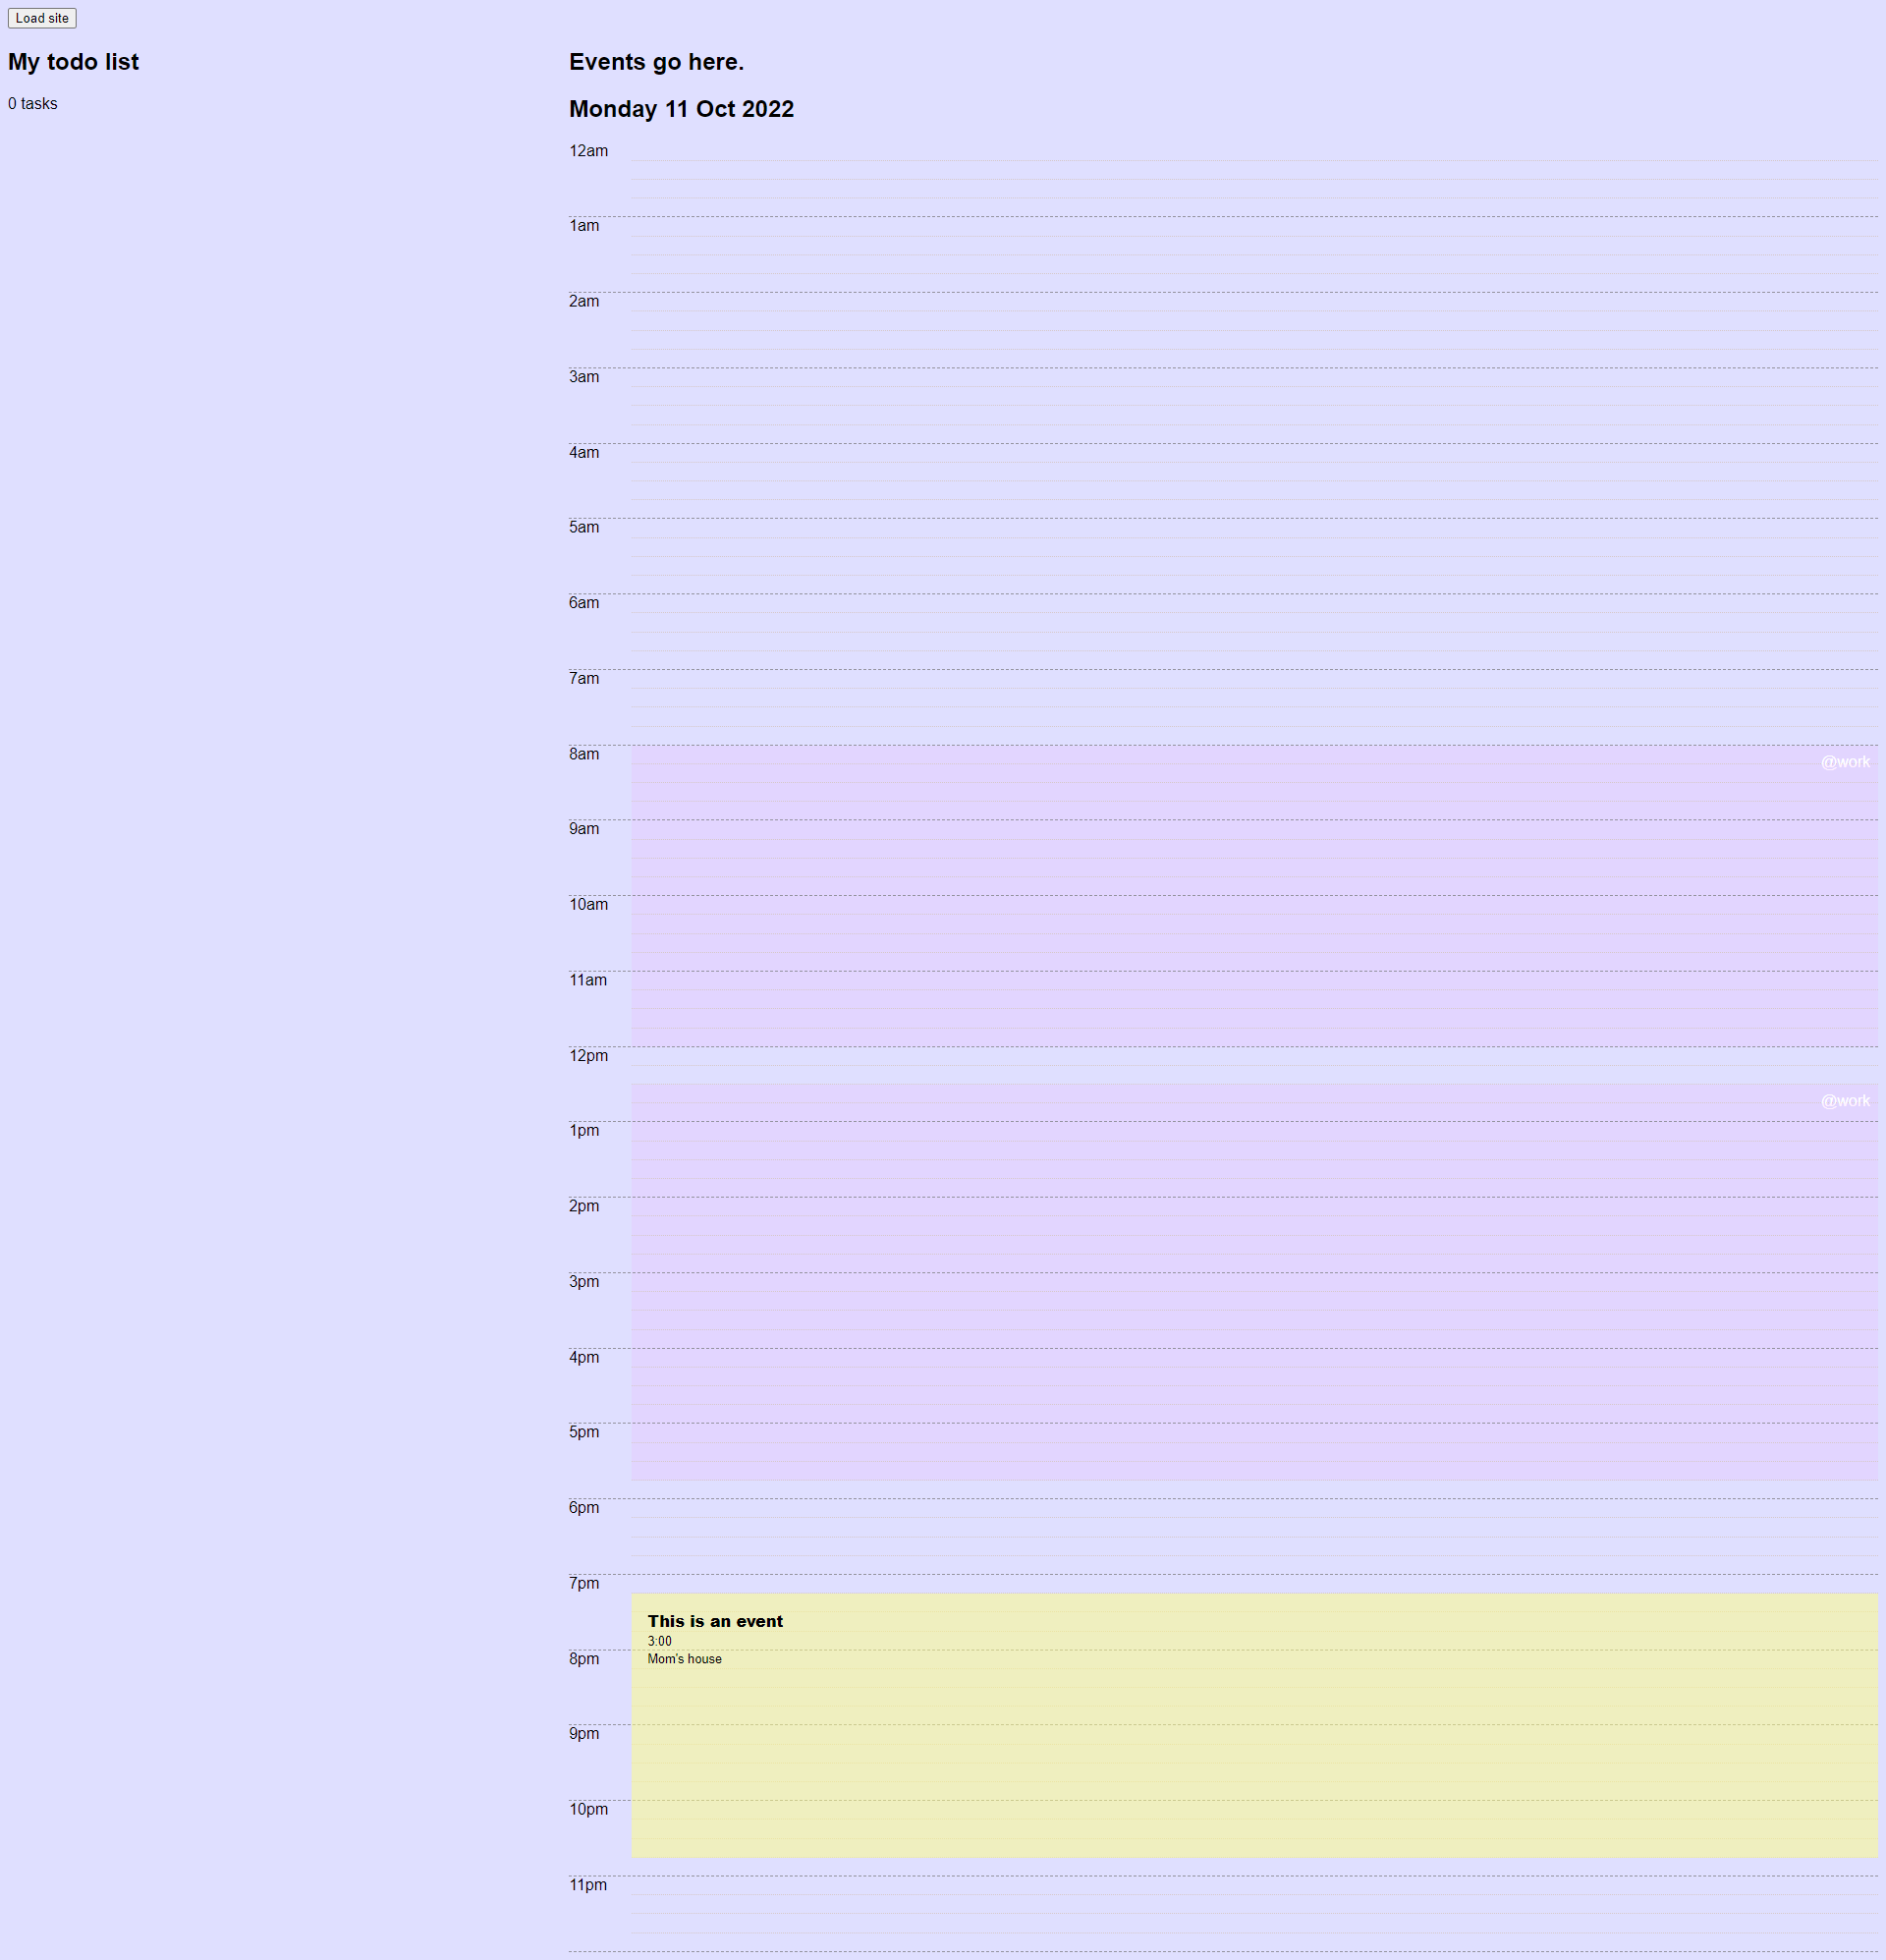 Load site
My todo list
0 tasks
Events go here.
Monday 11 Oct 2022
12am
1am
2am
3am
4am
5am
6am
7am
8am
@work
9am
10am
11am
12pm
@work
1pm
2pm
3pm
4pm
5pm
6pm
7pm
This is an event
3:00
8pm
Mom's house
9pm
10pm
11pm